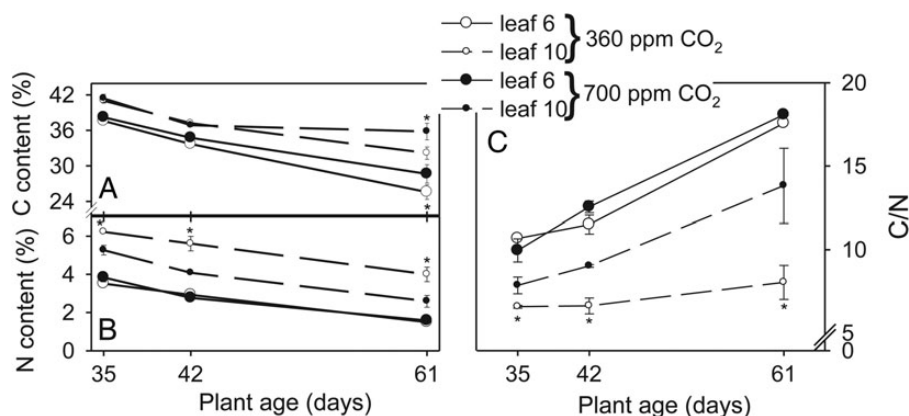 leaf 6
leaf 10
360 ppm CO₂
leaf 6
leaf 10
700 ppm CO₂
C content (%)
42
36
30
24
A
*
*
N content (%)
6
4
2
0
B
*
*
*
35
42
61
Plant age (days)
C
20
15
10
5
0
C/N
*
*
*
35
42
61
Plant age (days)